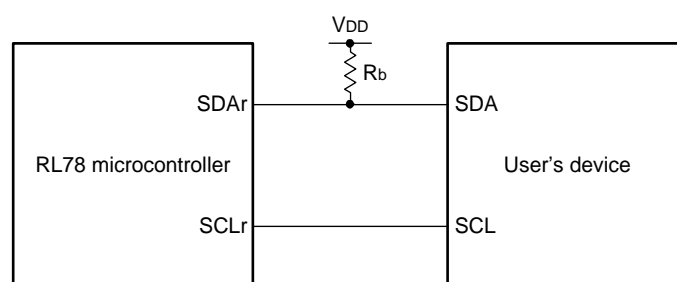 VDD
Rb
SDAr
SDA
RL78 microcontroller
User's device
SCLr
SCL